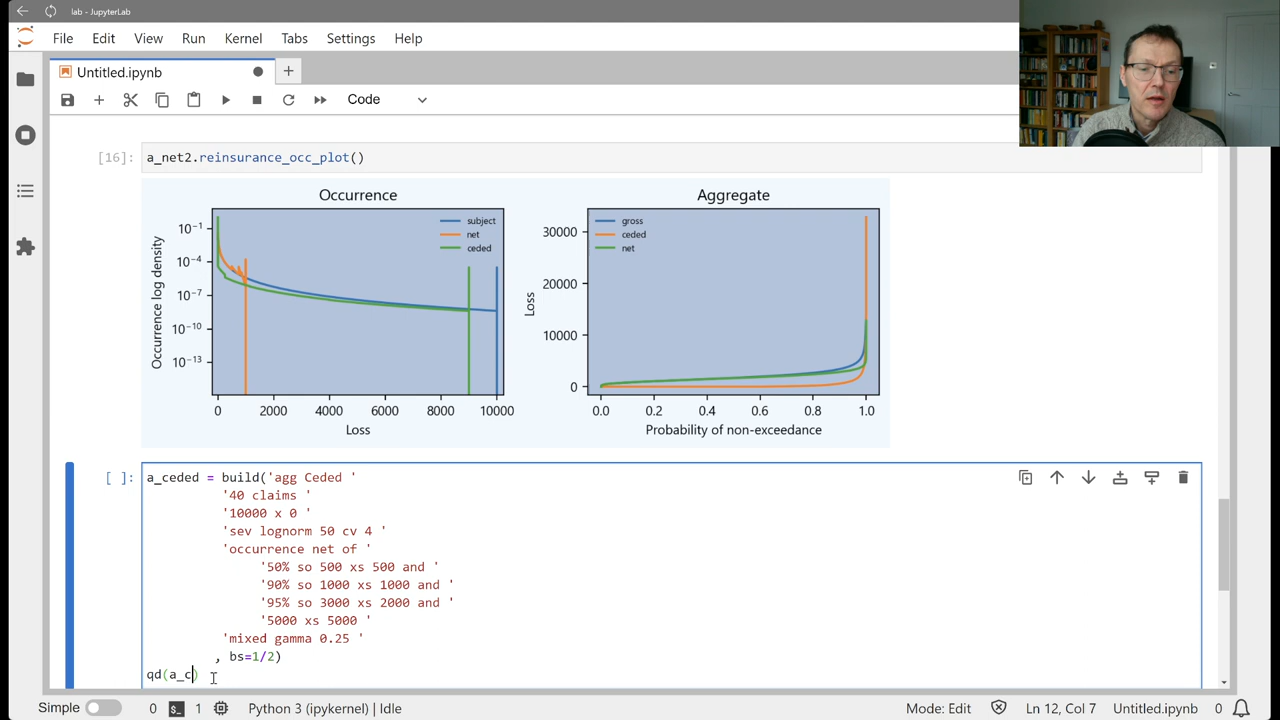 lab - JupyterLab
File Edit View Run Kernel Tabs Settings Help
Untitled.ipynb
Code
[16]: a_net2.reinsurance_occ_plot()
Occurrence
Aggregate
Occurrence log density
10⁻¹
10⁻⁴
10⁻⁷
10⁻¹⁰
10⁻¹³
subject
net
ceded
0 2000 4000 6000 8000 10000
Loss
Loss
30000
20000
10000
0
gross
ceded
net
0.0 0.2 0.4 0.6 0.8 1.0
Probability of non-exceedance
[ ]: a_ceded = build('agg Ceded '
'40 claims '
'10000 x 0 '
'sev lognorm 50 cv 4 '
'occurrence net of '
'50% so 500 xs 500 and '
'90% so 1000 xs 1000 and '
'95% so 3000 xs 2000 and '
'5000 xs 5000 '
'mixed gamma 0.25 '
, bs=1/2)
qd(a_c)
Simple 0 1 Python 3 (ipykernel) | Idle Mode: Edit Ln 12, Col 7 Untitled.ipynb 0